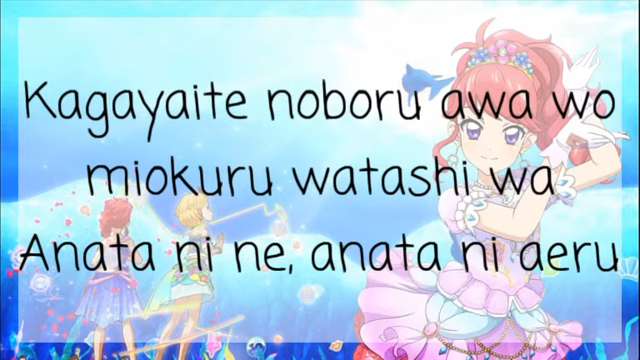 Kagayaite noboru awa wo
miokuru watashi wa
Anata ni ne, anata ni aeru